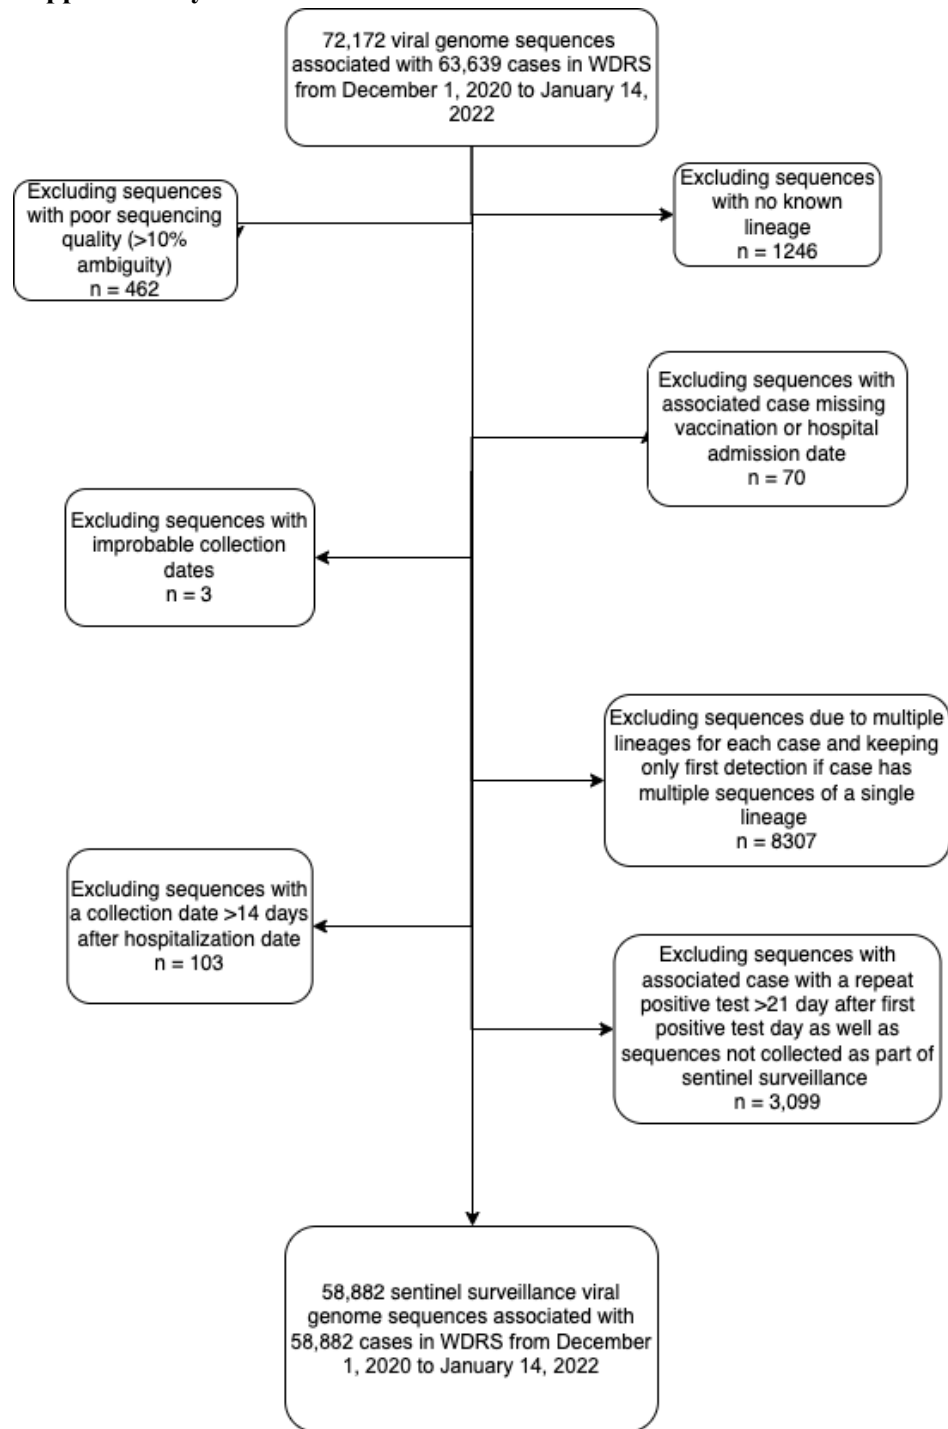 72,172 viral genome sequences
associated with 63,639 cases in WDRS
from December 1, 2020 to January 14,
2022
Excluding sequences
with poor sequencing
quality (>10%
ambiguity)
n = 462
Excluding sequences
with no known
lineage
n = 1246
Excluding sequences with
associated case missing
vaccination or hospital
admission date
n = 70
Excluding sequences with
improbable collection
dates
n = 3
Excluding sequences due to multiple
lineages for each case and keeping
only first detection if case has
multiple sequences of a single
lineage
n = 8307
Excluding sequences with
a collection date >14 days
after hospitalization date
n = 103
Excluding sequences with
associated case with a repeat
positive test >21 day after first
positive test day as well as
sequences not collected as part of
sentinel surveillance
n = 3,099
58,882 sentinel surveillance viral
genome sequences associated with
58,882 cases in WDRS from December
1, 2020 to January 14, 2022